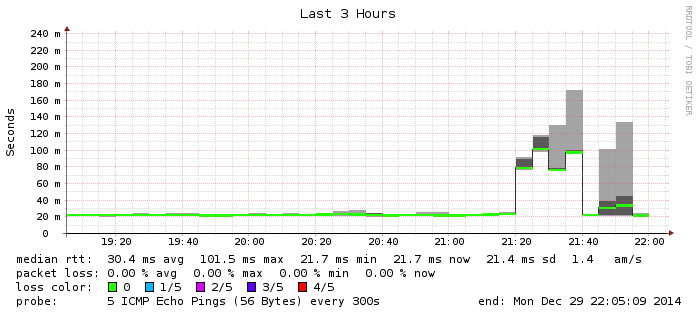 Last 3 Hours
RRDTOOL / TOBI OETIKER
Seconds
240 m
220 m
200 m
180 m
160 m
140 m
120 m
100 m
80 m
60 m
40 m
20 m
0
19:20 19:40 20:00 20:20 20:40 21:00 21:20 21:40 22:00
median rtt: 30.4 ms avg 101.5 ms max 21.7 ms min 21.7 ms now 21.4 ms sd 1.4 am/s
packet loss: 0.00 % avg 0.00 % max 0.00 % min 0.00 % now
loss color: 0 1/5 2/5 3/5 4/5
probe: 5 ICMP Echo Pings (56 Bytes) every 300s end: Mon Dec 29 22:05:09 2014